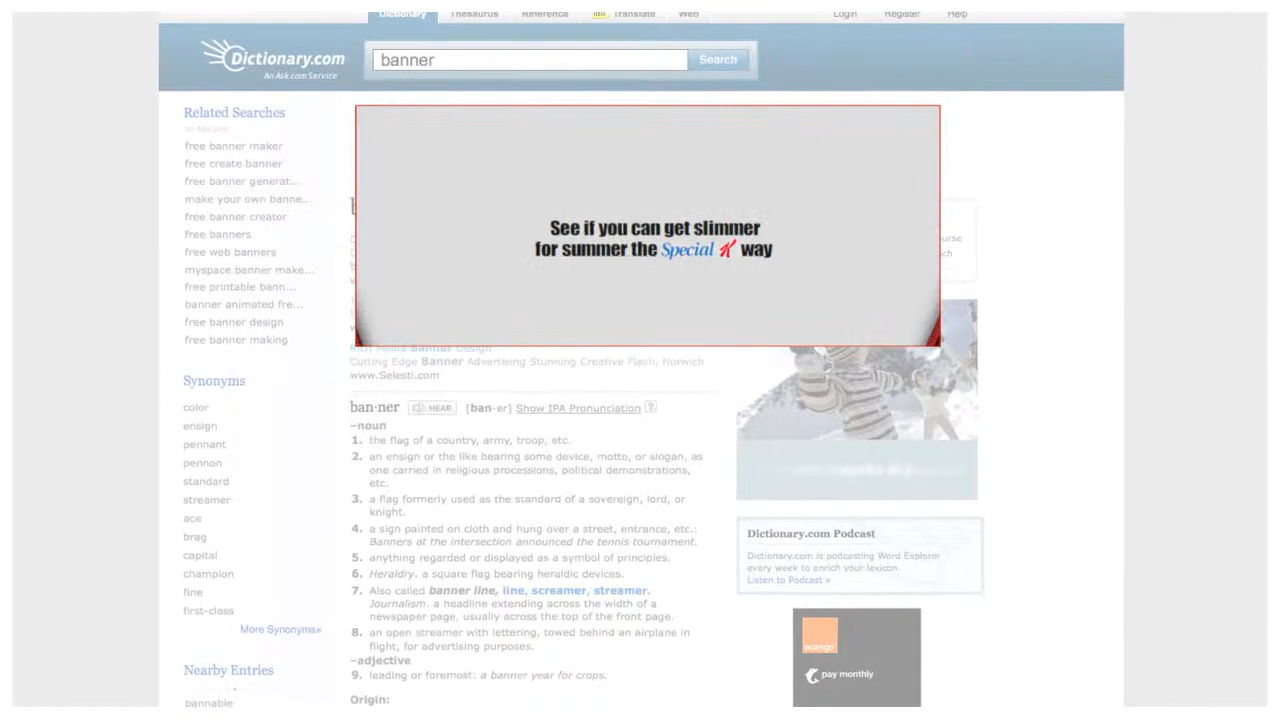 Dictionary
Thesaurus
Reference
Translate
Web
Login
Register
Help
Dictionary.com
An Ask.com Service
banner
Search
Related Searches
on Ask.com
free banner maker
free create banner
free banner generat...
make your own banne...
free banner creator
free banners
free web banners
myspace banner make...
free printable bann...
banner animated fre...
free banner design
free banner making
Synonyms
color
ensign
pennant
pennon
standard
streamer
ace
brag
capital
champion
fine
first-class
More Synonyms»
Nearby Entries
bannable
See if you can get slimmer
for summer the Special K way
Rich Media Banner Design
Cutting Edge Banner Advertising Stunning Creative Flash, Norwich
www.Selesti.com
ban·ner HEAR [ban-er] Show IPA Pronunciation ?
–noun
1. the flag of a country, army, troop, etc.
2. an ensign or the like bearing some device, motto, or slogan, as
one carried in religious processions, political demonstrations,
etc.
3. a flag formerly used as the standard of a sovereign, lord, or
knight.
4. a sign painted on cloth and hung over a street, entrance, etc.:
Banners at the intersection announced the tennis tournament.
5. anything regarded or displayed as a symbol of principles.
6. Heraldry. a square flag bearing heraldic devices.
7. Also called banner line, line, screamer, streamer.
Journalism. a headline extending across the width of a
newspaper page, usually across the top of the front page.
8. an open streamer with lettering, towed behind an airplane in
flight, for advertising purposes.
–adjective
9. leading or foremost: a banner year for crops.
Origin:
Dictionary.com Podcast
Dictionary.com is podcasting Word Explorer
every week to enrich your lexicon.
Listen to Podcast »
orange
pay monthly